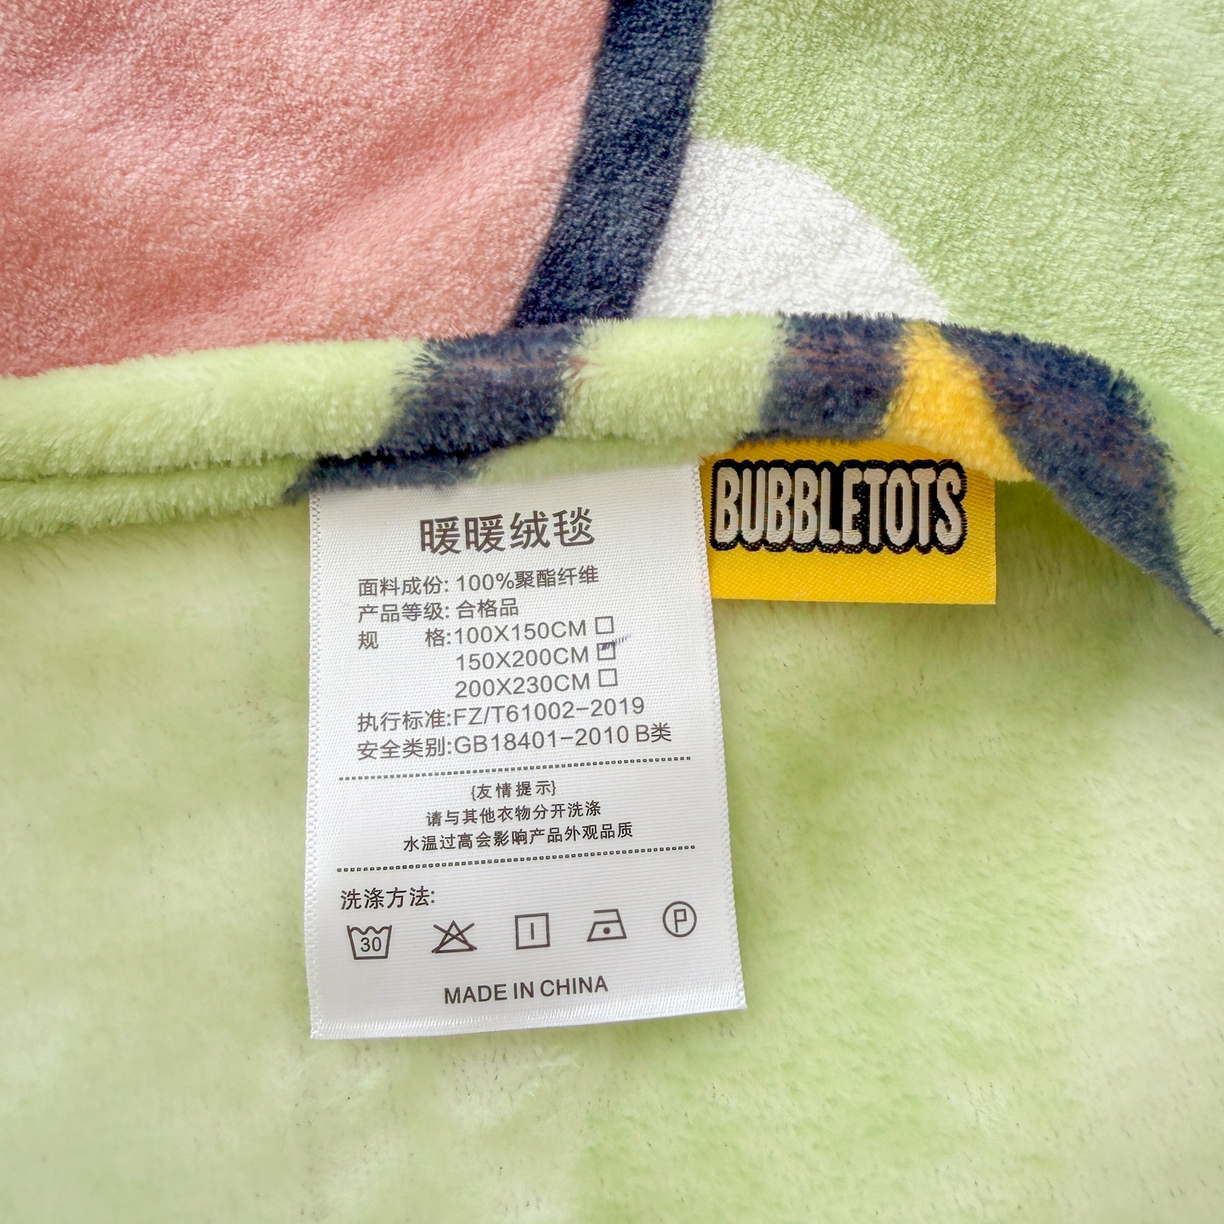 BUBBLETOTS
暖暖绒毯
面料成份: 100%聚酯纤维
产品等级: 合格品
规 格:100X150CM
150X200CM
200X230CM
执行标准:FZ/T61002-2019
安全类别:GB18401-2010 B类
{友情提示}
请与其他衣物分开洗涤
水温过高会影响产品外观品质
洗涤方法:
30
P
MADE IN CHINA